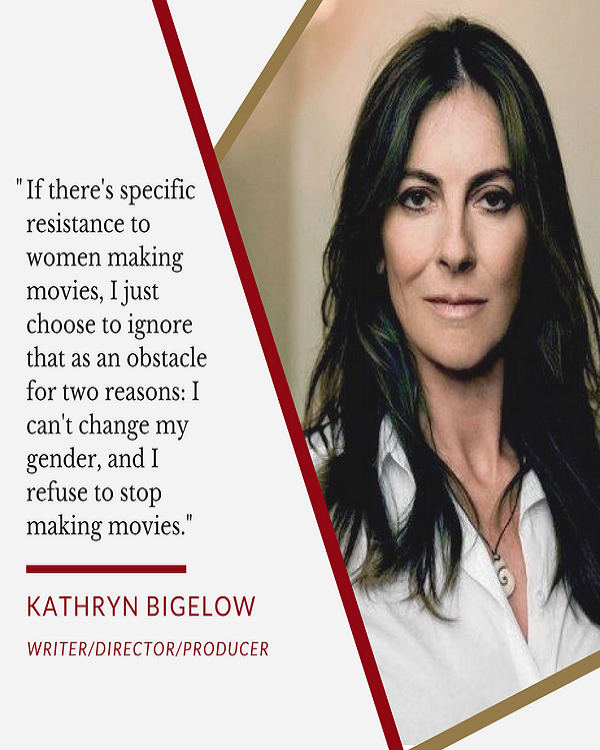 "If there's specific
resistance to
women making
movies, I just
choose to ignore
that as an obstacle
for two reasons: I
can't change my
gender, and I
refuse to stop
making movies."
KATHRYN BIGELOW
WRITER/DIRECTOR/PRODUCER